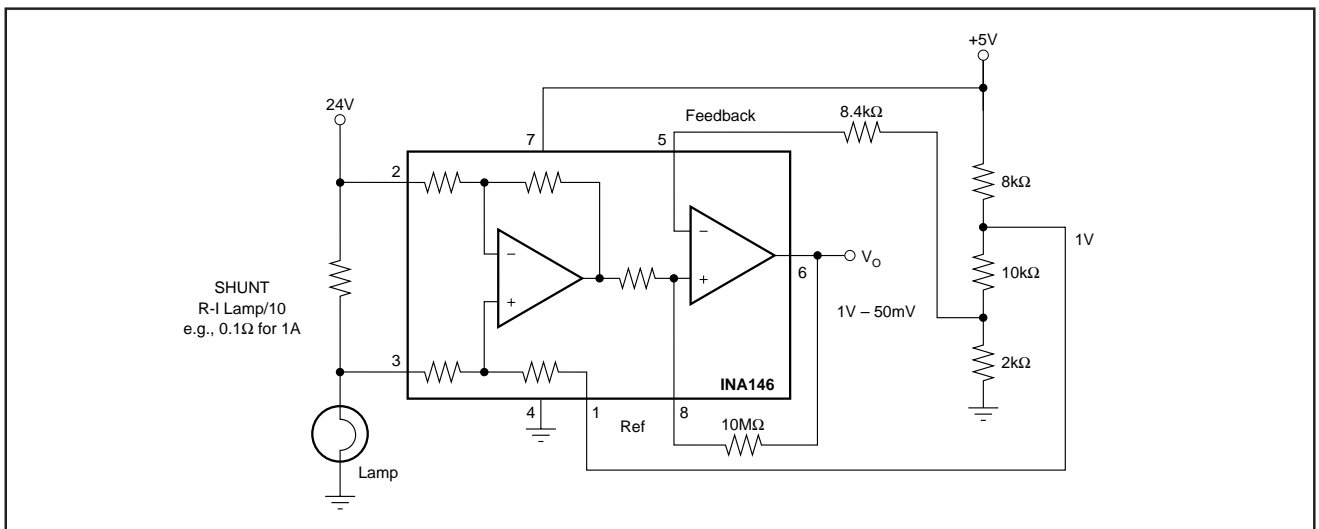 +5V
24V
Feedback
8.4kΩ
7
5
2
8kΩ
1V
–
–
+
+
6
V_O
10kΩ
SHUNT
R-I Lamp/10
e.g., 0.1Ω for 1A
1V – 50mV
3
2kΩ
INA146
4
1
Ref
8
10MΩ
Lamp